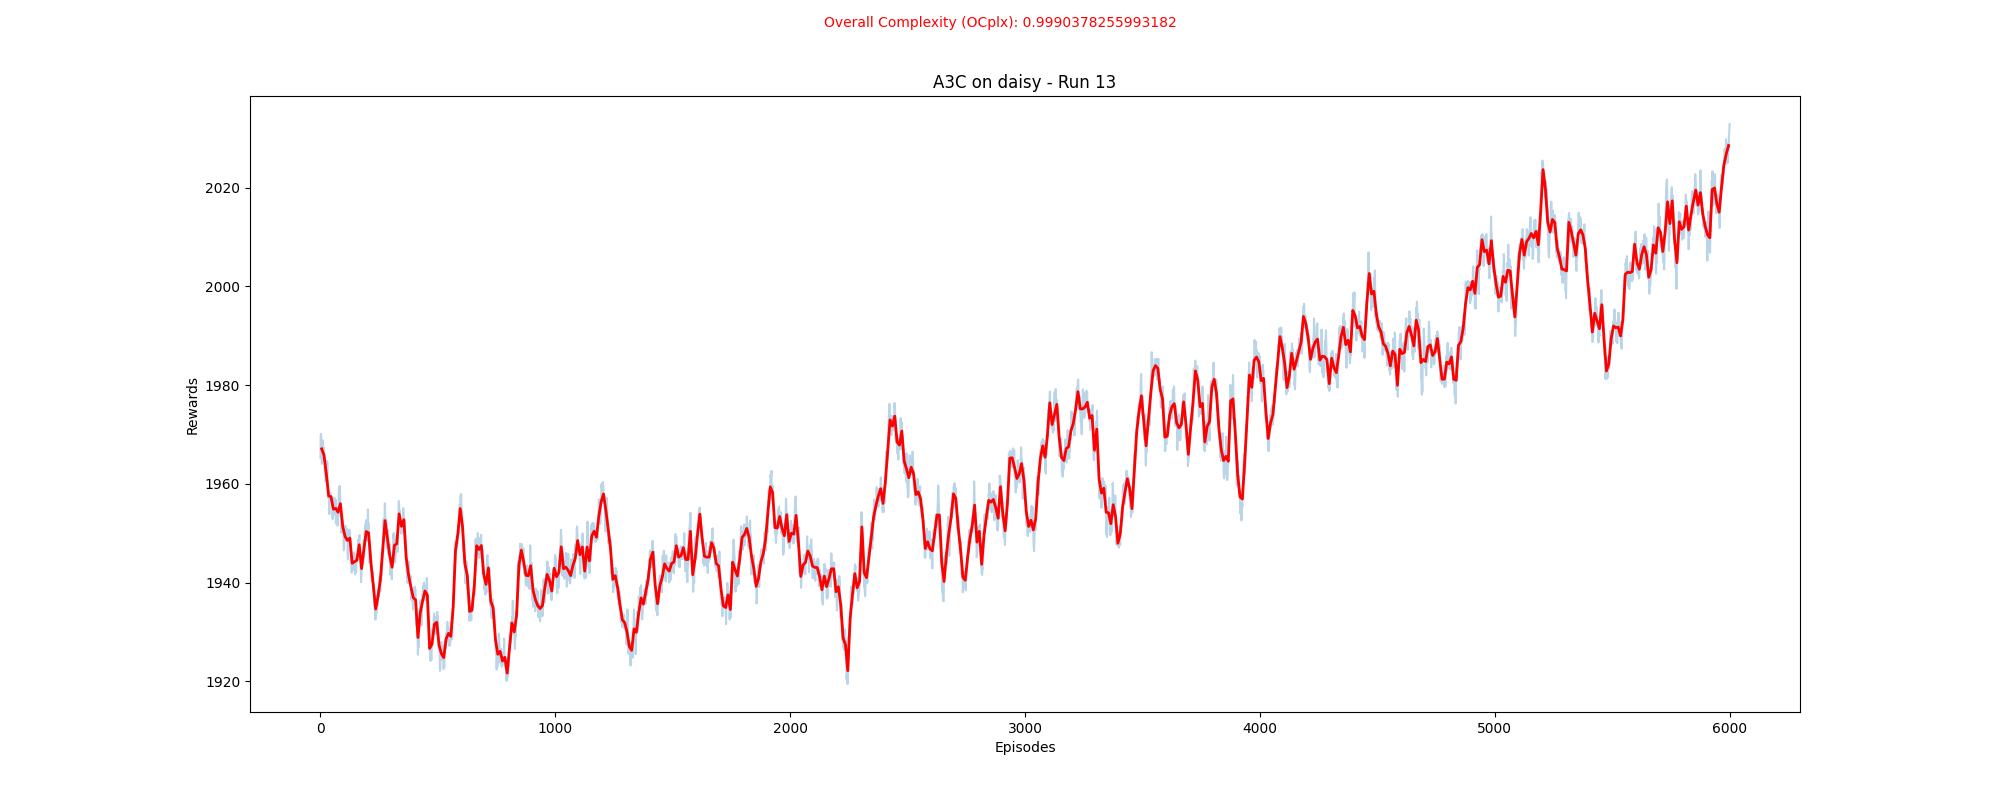 Overall Complexity (OCplx): 0.9990378255993182
A3C on daisy - Run 13
Rewards
2020
2000
1980
1960
1940
1920
0 1000 2000 3000 4000 5000 6000
Episodes